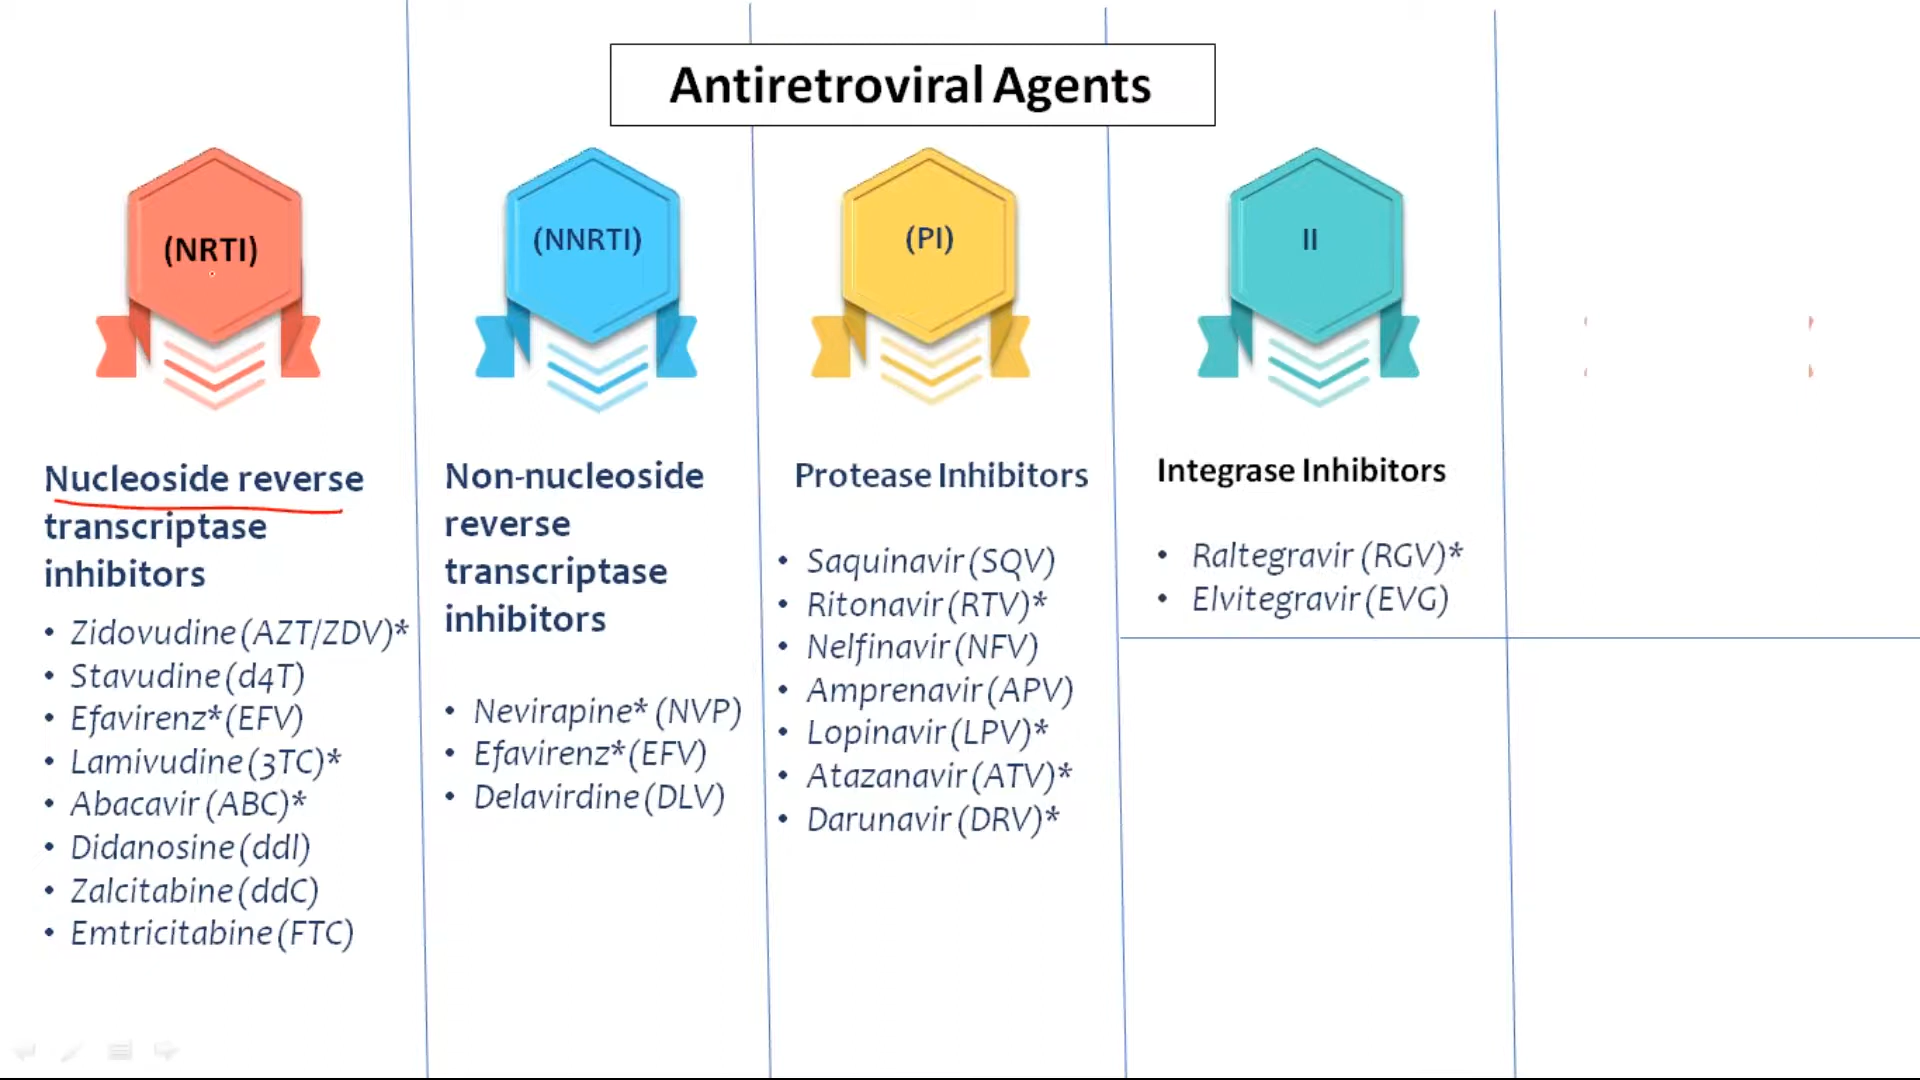 Antiretroviral Agents
(NRTI)
Nucleoside reverse
transcriptase
inhibitors
• Zidovudine (AZT/ZDV)*
• Stavudine (d4T)
• Efavirenz* (EFV)
• Lamivudine (3TC)*
• Abacavir (ABC)*
• Didanosine (ddl)
• Zalcitabine (ddC)
• Emtricitabine (FTC)
(NNRTI)
Non-nucleoside
reverse
transcriptase
inhibitors
• Nevirapine* (NVP)
• Efavirenz* (EFV)
• Delavirdine (DLV)
(PI)
Protease Inhibitors
• Saquinavir (SQV)
• Ritonavir (RTV)*
• Nelfinavir (NFV)
• Amprenavir (APV)
• Lopinavir (LPV)*
• Atazanavir (ATV)*
• Darunavir (DRV)*
II
Integrase Inhibitors
• Raltegravir (RGV)*
• Elvitegravir (EVG)